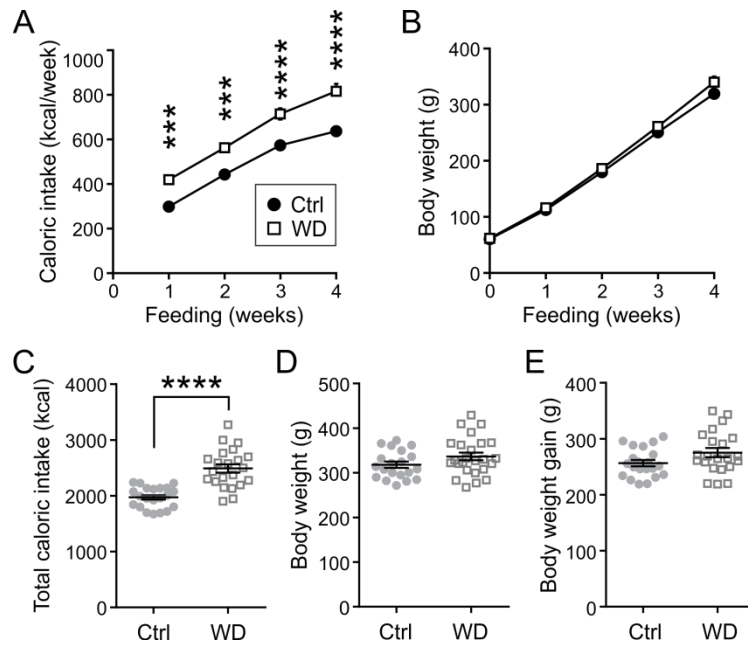 A
Caloric intake (kcal/week)
1000
800
600
400
200
0
***
***
****
****
Ctrl
WD
0 1 2 3 4
Feeding (weeks)
B
Body weight (g)
400
300
200
100
0
0 1 2 3 4
Feeding (weeks)
C
Total caloric intake (kcal)
4000
3000
2000
1000
0
****
Ctrl WD
D
Body weight (g)
500
400
300
200
100
0
Ctrl WD
E
Body weight gain (g)
400
300
200
100
0
Ctrl WD